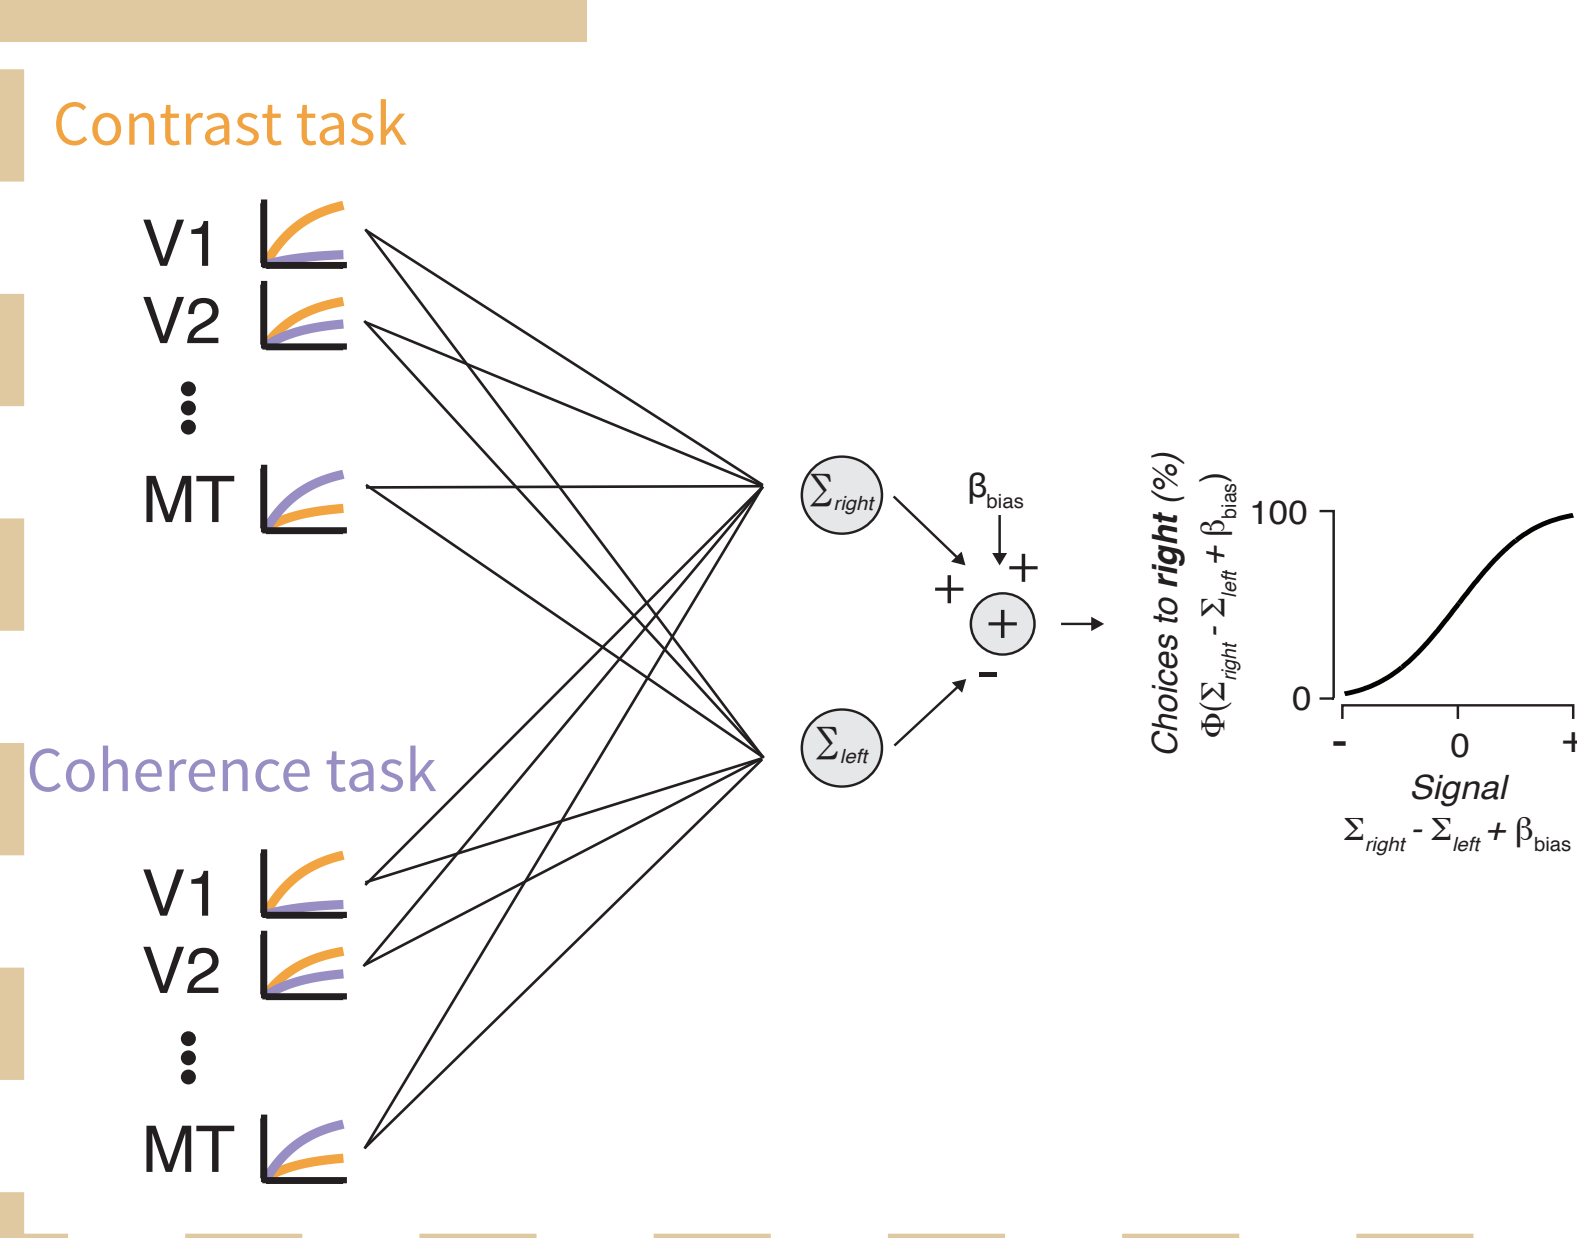 Contrast task
V1
V2
MT
Coherence task
V1
V2
MT
Σright
Σleft
βbias
+
+
+
-
Choices to right (%)
Φ(Σright - Σleft + βbias)
100
0
- 0 +
Signal
Σright - Σleft + βbias